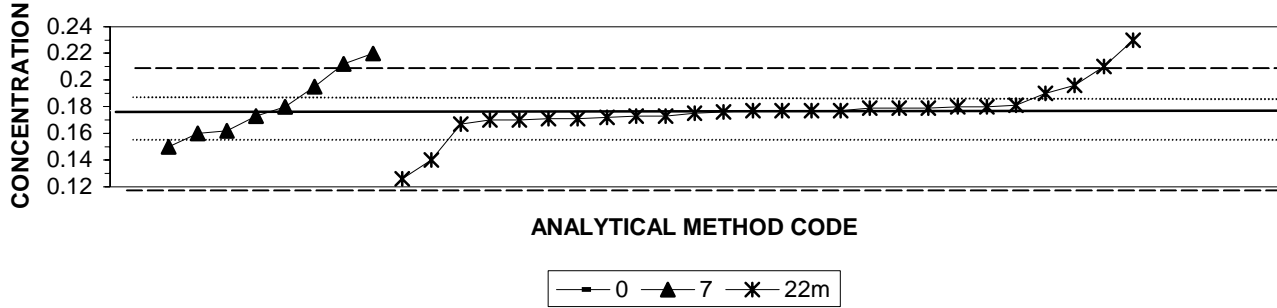 CONCENTRATION
0.24
0.22
0.2
0.18
0.16
0.14
0.12
ANALYTICAL METHOD CODE
0 7 22m